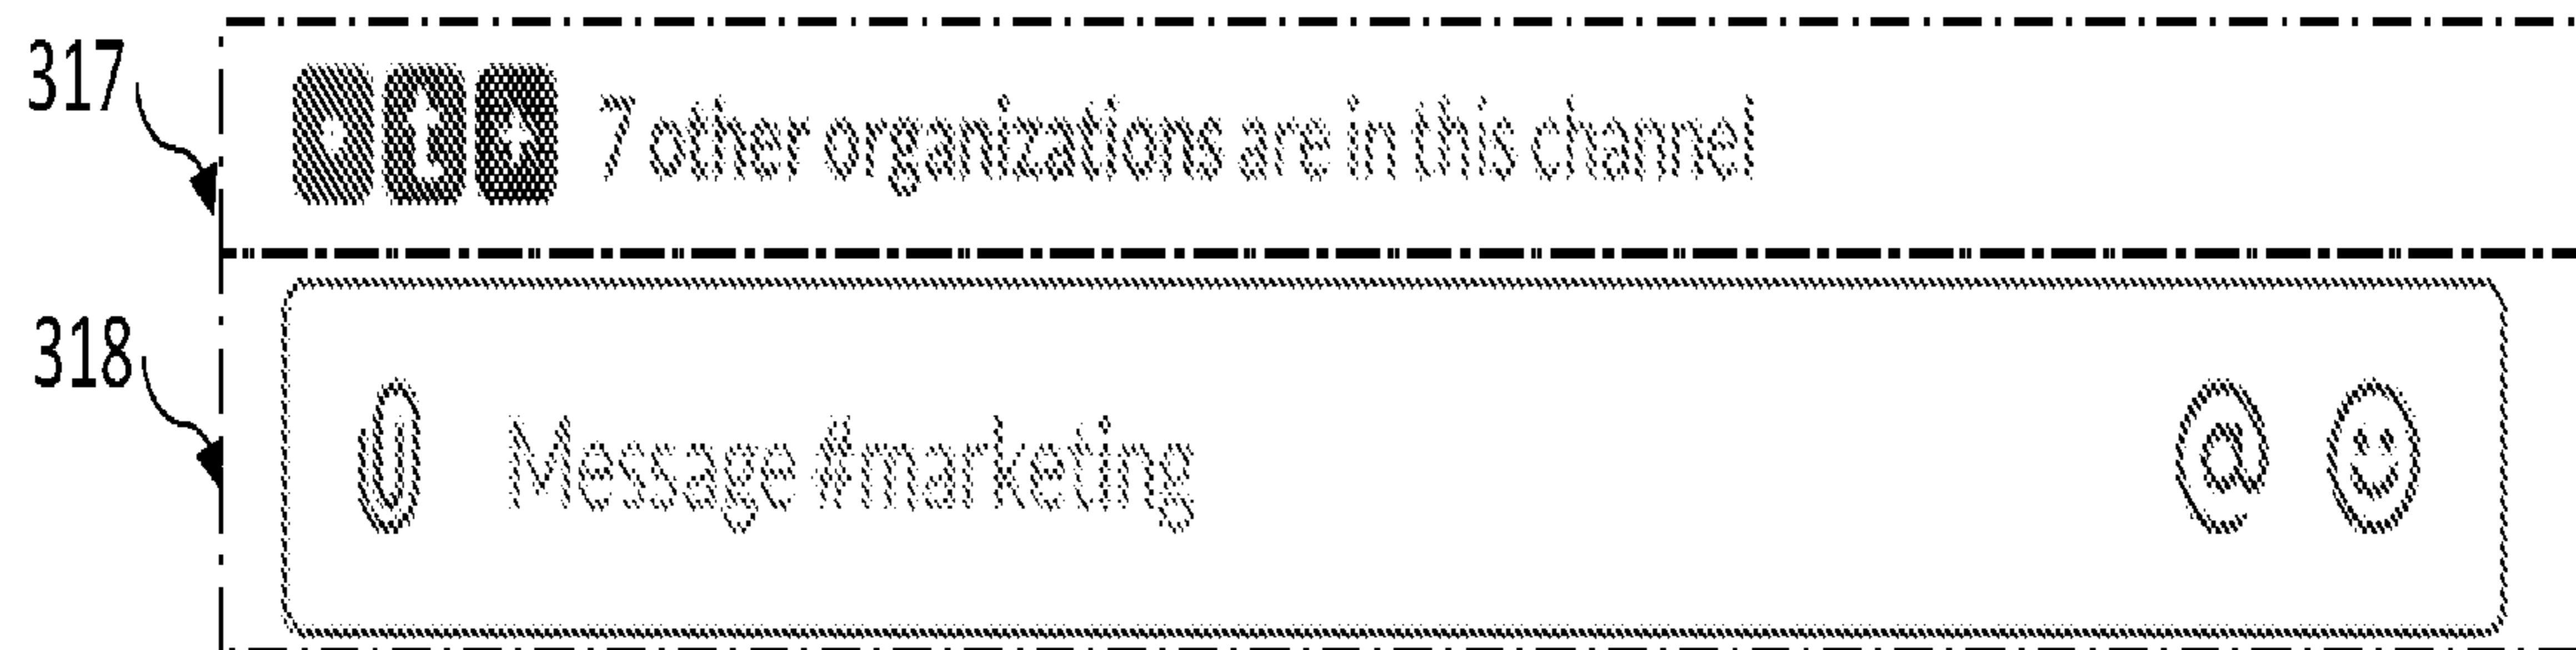 317
t 7 other organizations are in this channel
318
Message #marketing @